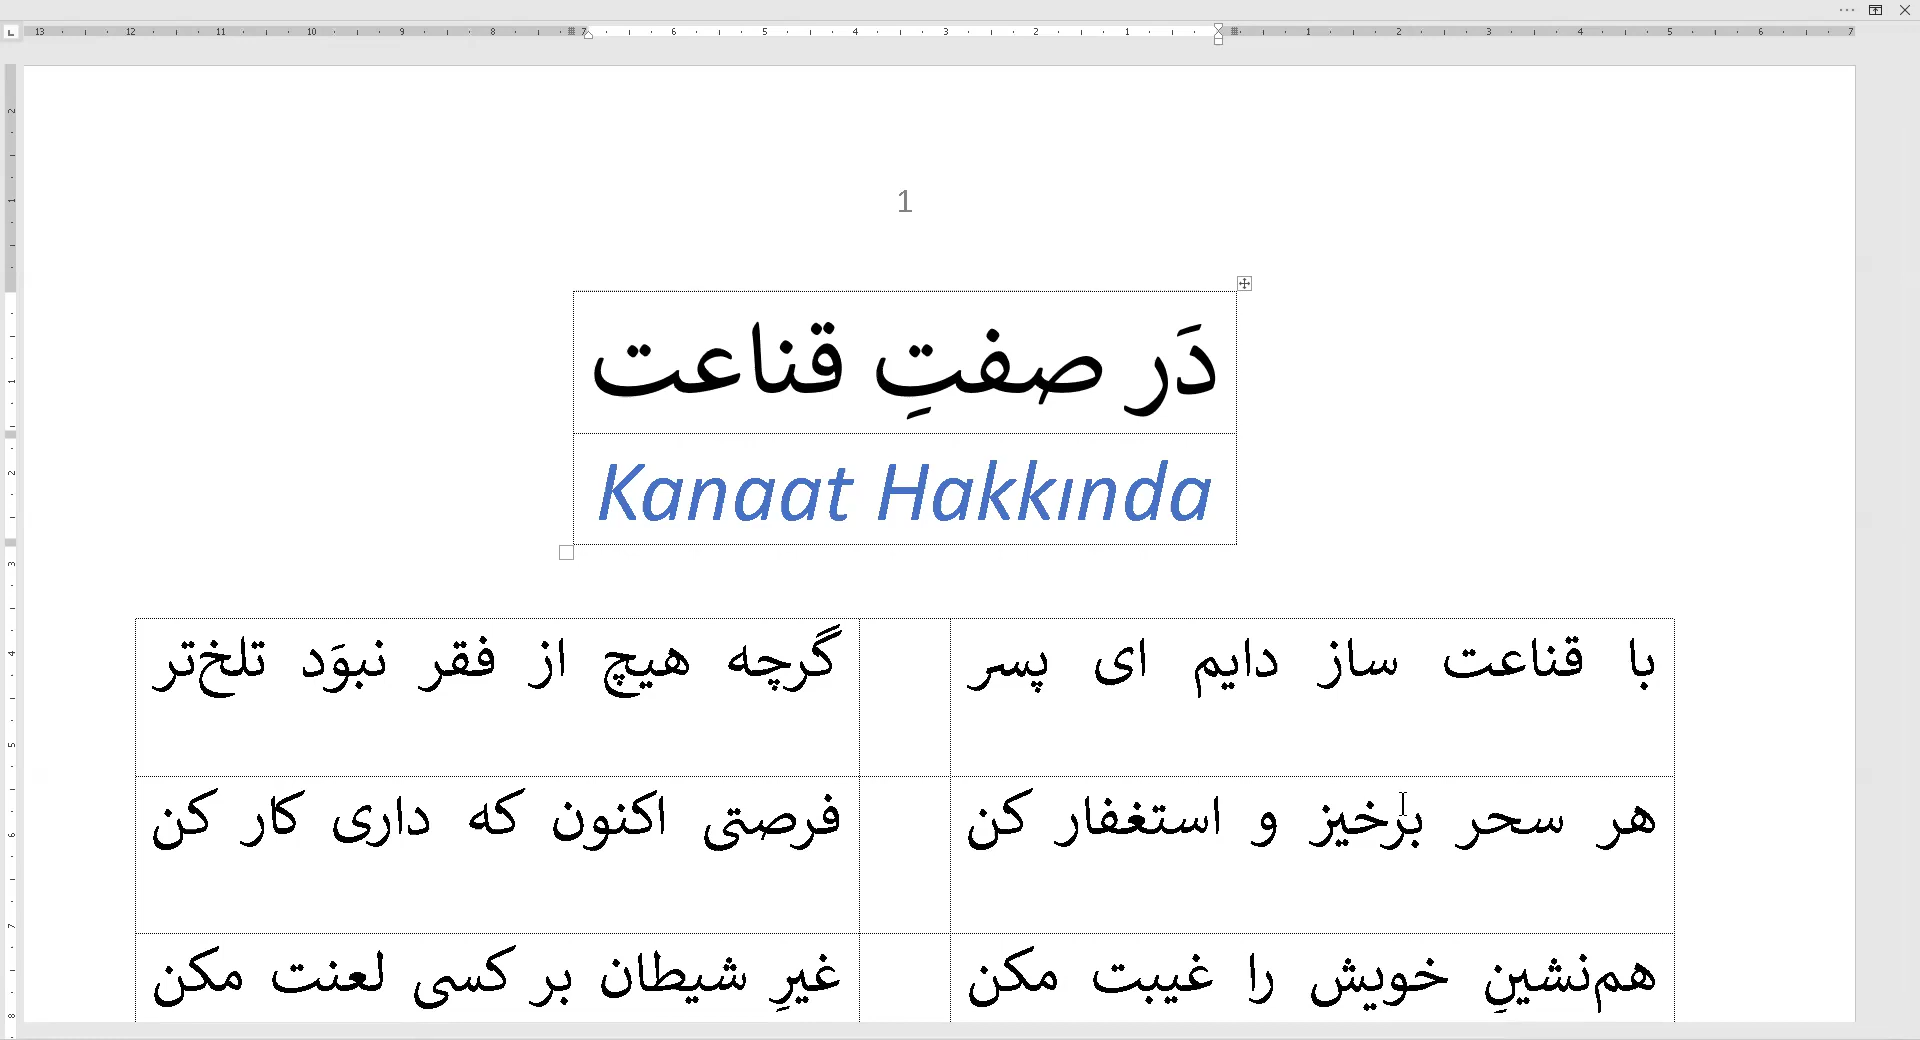 1
دَر صفتِ قناعت
Kanaat Hakkında
با قناعت ساز دایم ای پسر
گرچه هیچ از فقر نبوَد تلخ‌تر
هر سحر برخیز و استغفار کن
فرصتی اکنون که داری کار کن
هم‌نشینِ خویش را غیبت مکن
غیرِ شیطان بر کسی لعنت مکن